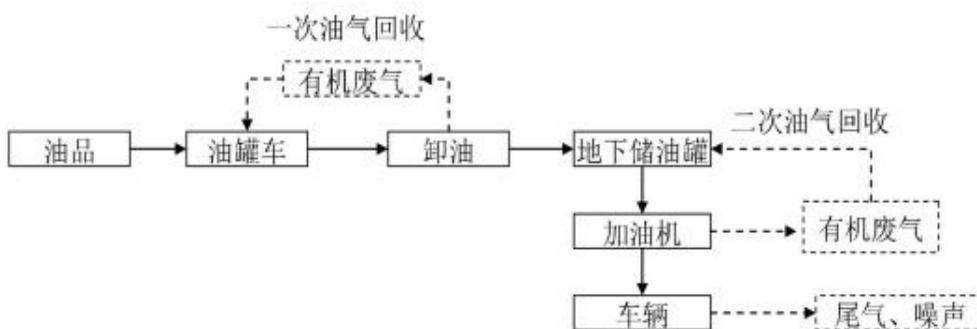 一次油气回收
有机废气
二次油气回收
油品
油罐车
卸油
地下储油罐
加油机
有机废气
车辆
尾气、噪声